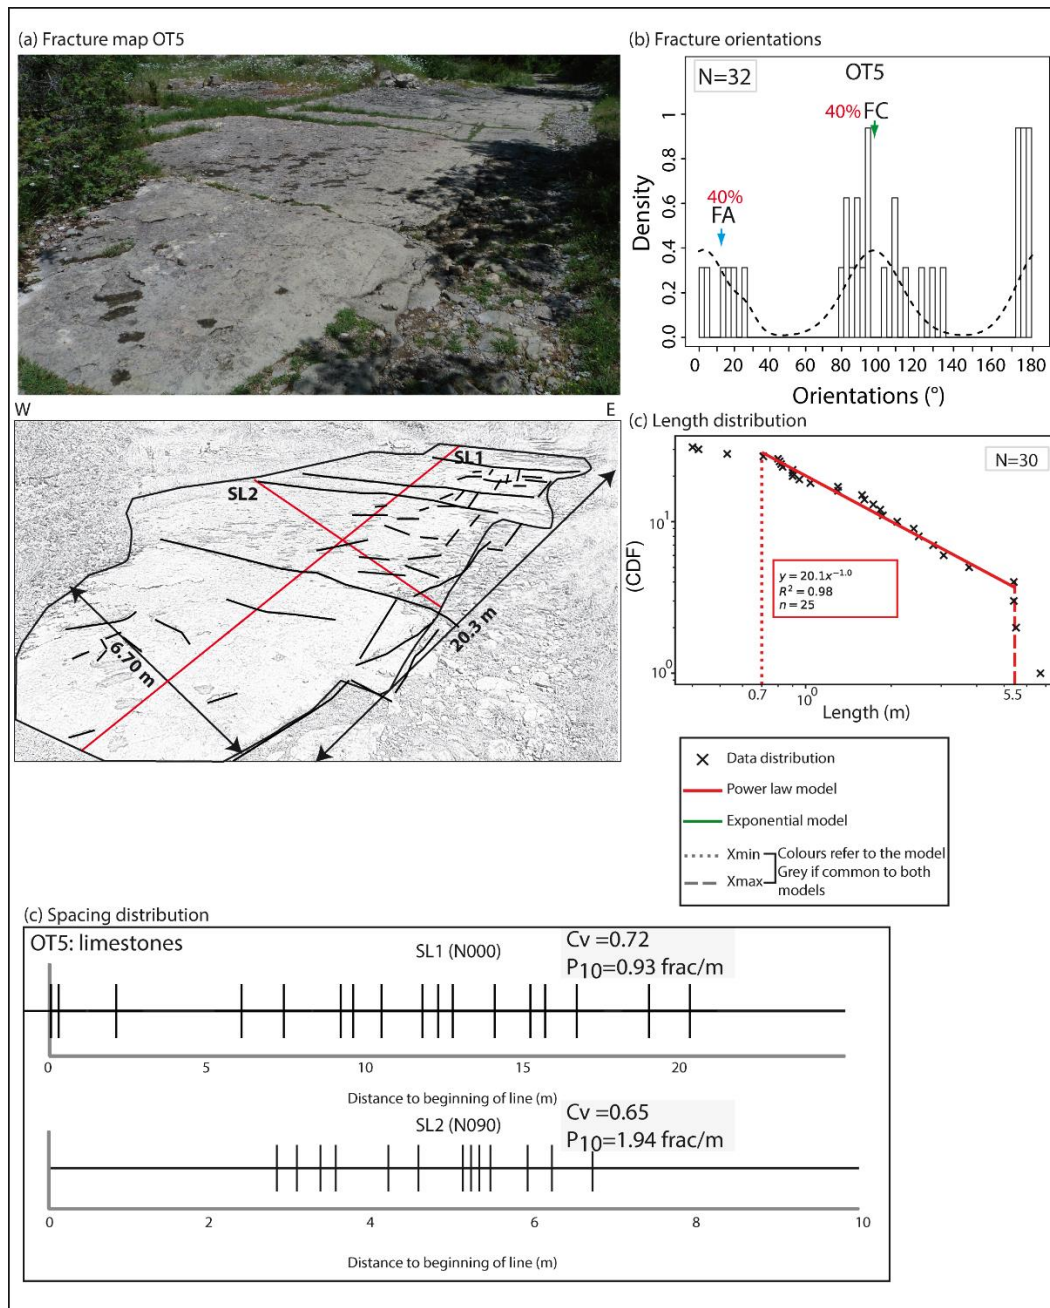 (a) Fracture map OT5
W
E
SL1
SL2
6.70 m
20.3 m
(b) Fracture orientations
N=32
OT5
40% FC
40%
FA
Density
1
0.8
0.6
0.4
0.2
0.0
0 20 40 60 80 100 120 140 160 180
Orientations (°)
(c) Length distribution
N=30
(CDF)
10¹
10⁰
y = 20.1x⁻¹·⁰
R² = 0.98
n = 25
0.7 10⁰ 5.5
Length (m)
Data distribution
Power law model
Exponential model
Xmin
Xmax
Colours refer to the model
Grey if common to both
models
(c) Spacing distribution
OT5: limestones
SL1 (N000)
Cv =0.72
P10=0.93 frac/m
0 5 10 15 20
Distance to beginning of line (m)
SL2 (N090)
Cv =0.65
P10=1.94 frac/m
0 2 4 6 8 10
Distance to beginning of line (m)